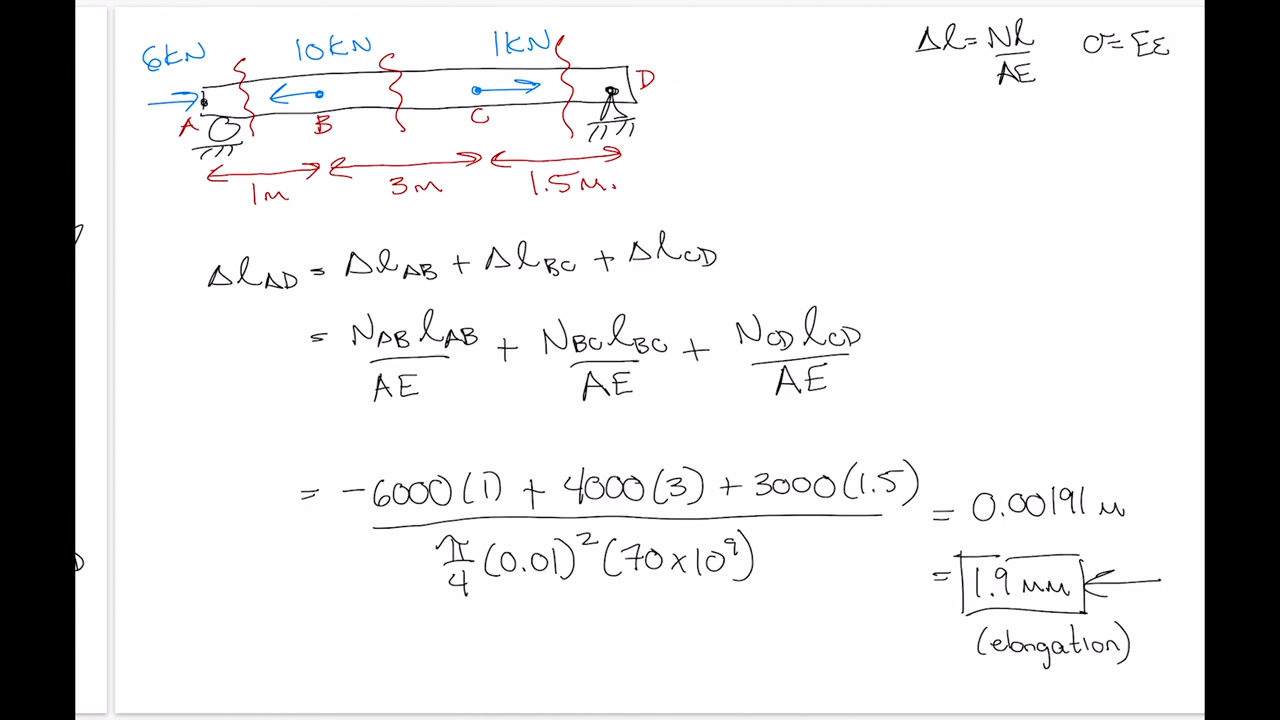 6kN 10kN 1kN Δl = Nl/AE σ = Eε
A B C D
1m 3m 1.5m.
Δl_AD = Δl_AB + Δl_BC + Δl_CD
= N_AB l_AB / AE + N_BC l_BC / AE + N_CD l_CD / AE
= -6000(1) + 4000(3) + 3000(1.5) / π/4 (0.01)² (70x10⁹) = 0.00191 m
= 1.9 mm
(elongation)